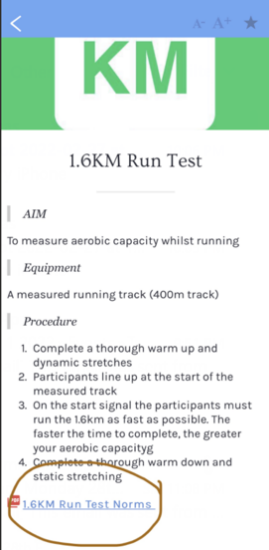 A- A+
KM
1.6KM Run Test
AIM
To measure aerobic capacity whilst running
Equipment
A measured running track (400m track)
Procedure
1. Complete a thorough warm up and
dynamic stretches
2. Participants line up at the start of the
measured track
3. On the start signal the participants must
run the 1.6km as fast as possible. The
faster the time to complete, the greater
your aerobic capacityg
4. Complete a thorough warm down and
static stretching
1.6KM Run Test Norms